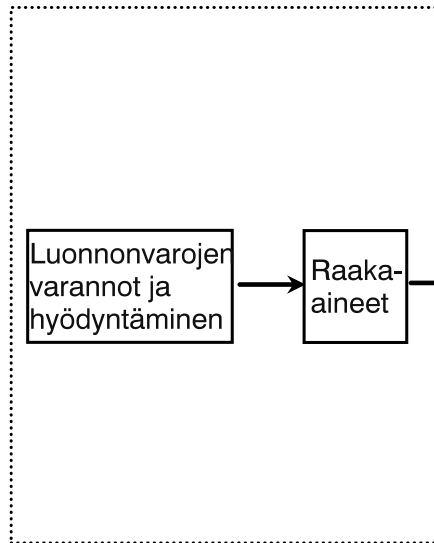 Luonnonvarojen
varannot ja
hyödyntäminen
Raaka-
aineet